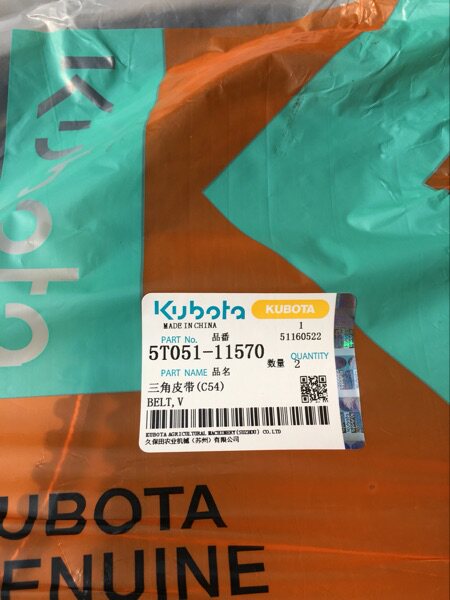 Kubota
Kubota KUBOTA
MADE IN CHINA 1
PART No. 品番 51160522
5T051-11570
数量 QUANTITY
2
PART NAME 品名
三角皮带(C54)
BELT,V
KUBOTA AGRICULTURAL MACHINERY(SUZHOU) CO.,LTD
久保田农业机械（苏州）有限公司
KUBOTA
GENUINE